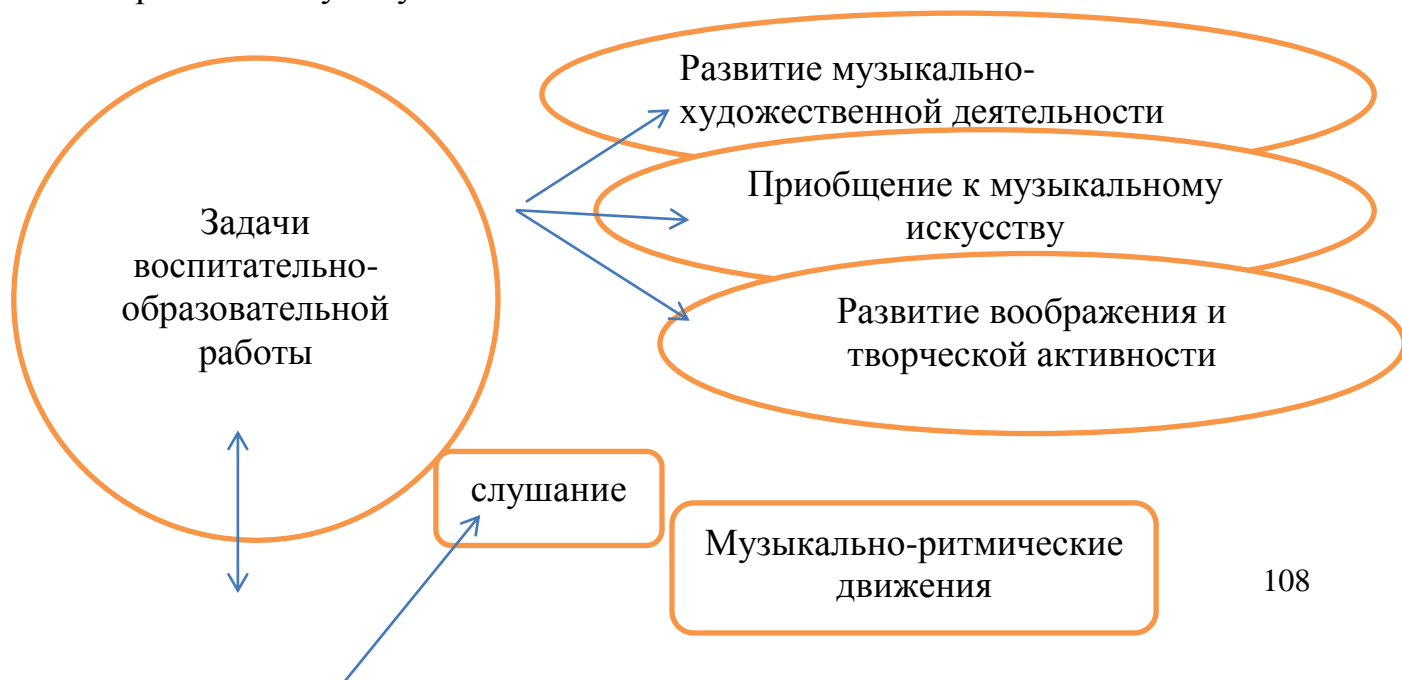 Развитие музыкально-
художественной деятельности
Приобщение к музыкальному
искусству
Задачи
воспитательно-
образовательной
работы
Развитие воображения и
творческой активности
слушание
Музыкально-ритмические
движения
108